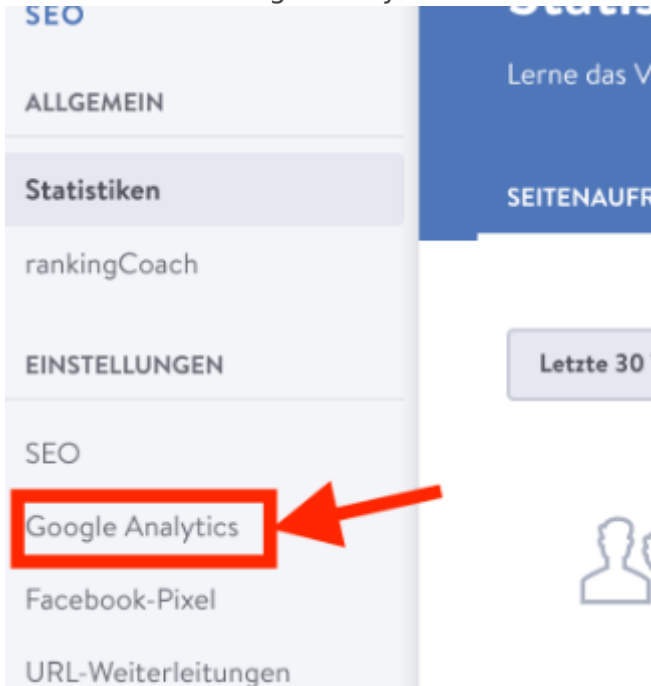 SEO
ALLGEMEIN
Statistiken
rankingCoach
EINSTELLUNGEN
SEO
Google Analytics
Facebook-Pixel
URL-Weiterleitungen
Lerne das V
SEITENAUFR
Letzte 30